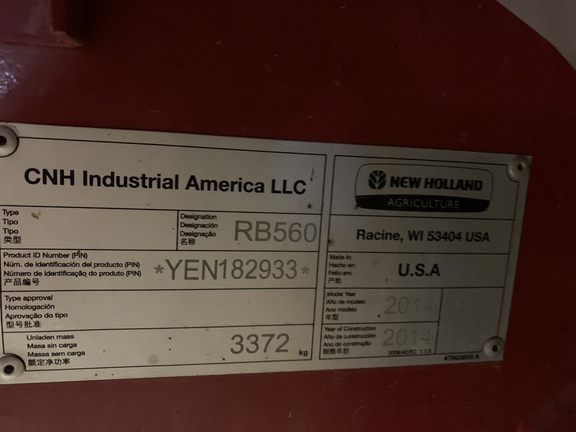 CNH Industrial America LLC
Type
Tipo
Tipo
类型
Designation
Designación
Designação
名称
RB560
Product ID Number (PIN)
Núm. de identificación del producto (PIN)
Número de identificação do produto (PIN)
产品编号
*YEN182933*
Type approval
Homologación
Aprovação do tipo
型号批准
Unladen mass
Masa sin carga
Massa sem carga
额定净功率
3372 kg
NEW HOLLAND
AGRICULTURE
Racine, WI 53404 USA
Made in:
Hecho en:
Feito em:
产地
U.S.A
Model Year
Año de modelo
Ano modelo
年型
2014
Year of Construction
Año de construcción
Ano de construção
制造年份
2014